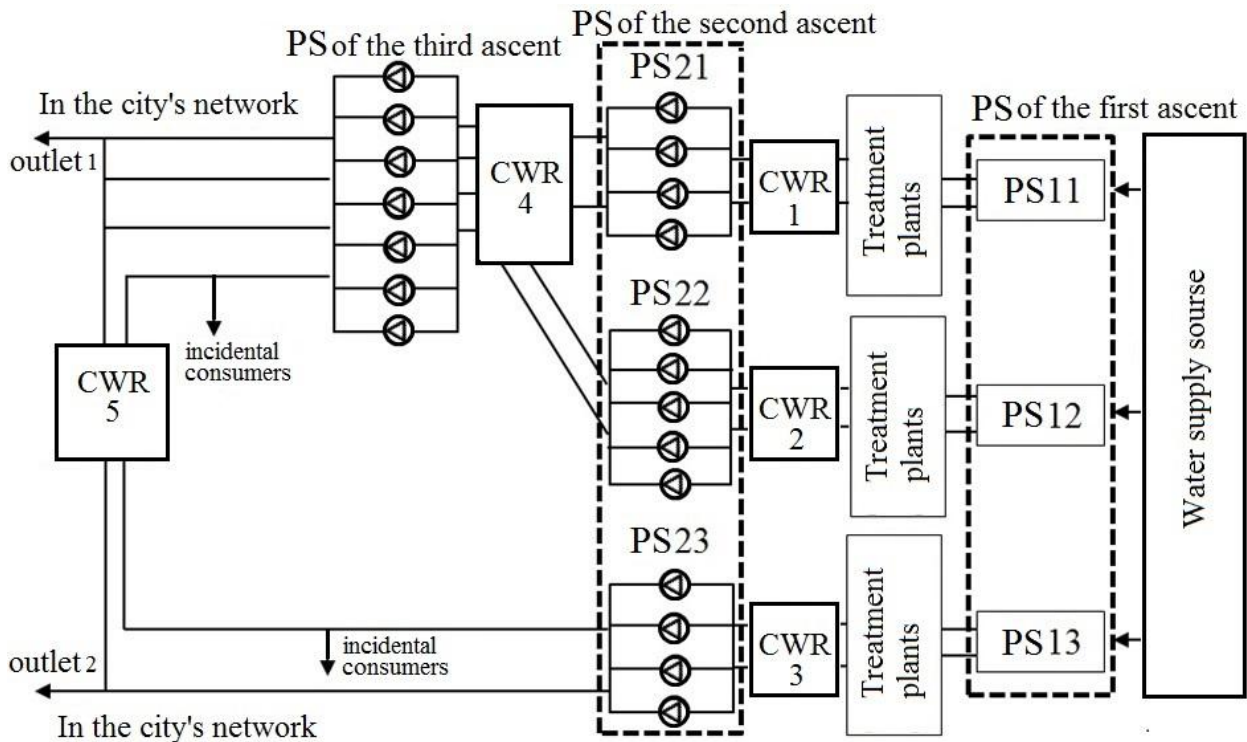 PS of the third ascent
PS of the second ascent
PS of the first ascent
In the city's network
outlet 1
incidental
consumers
CWR
5
CWR
4
PS21
PS22
PS23
CWR
1
CWR
2
CWR
3
Treatment
plants
Treatment
plants
Treatment
plants
PS11
PS12
PS13
Water supply sourse
incidental
consumers
outlet 2
In the city's network